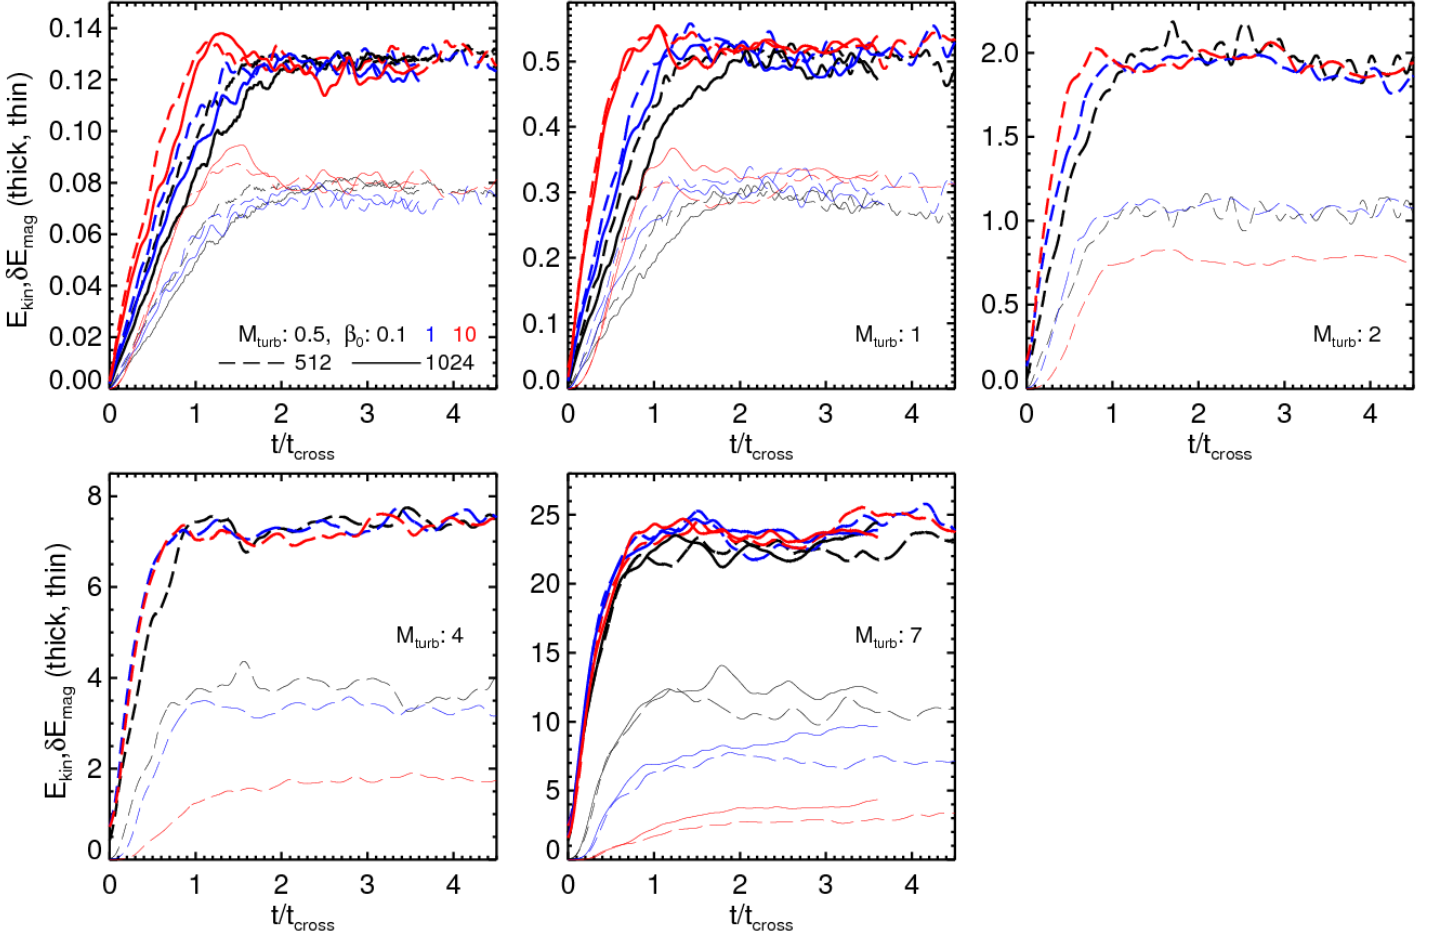 E_kin, δE_mag (thick, thin)
0.14
0.12
0.10
0.08
0.06
0.04
0.02
0.00
M_turb: 0.5, β_0: 0.1 1 10
512 1024
0 1 2 3 4
t/t_cross
0.5
0.4
0.3
0.2
0.1
0.0
M_turb: 1
0 1 2 3 4
t/t_cross
2.0
1.5
1.0
0.5
0.0
M_turb: 2
0 1 2 3 4
t/t_cross
E_kin, δE_mag (thick, thin)
8
6
4
2
0
M_turb: 4
0 1 2 3 4
t/t_cross
25
20
15
10
5
0
M_turb: 7
0 1 2 3 4
t/t_cross